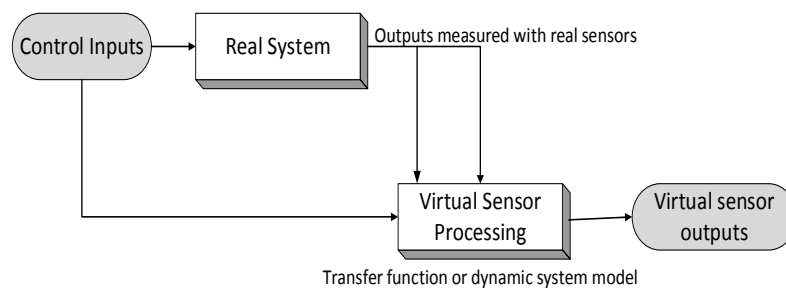 Control Inputs
Real System
Outputs measured with real sensors
Virtual Sensor
Processing
Virtual sensor
outputs
Transfer function or dynamic system model